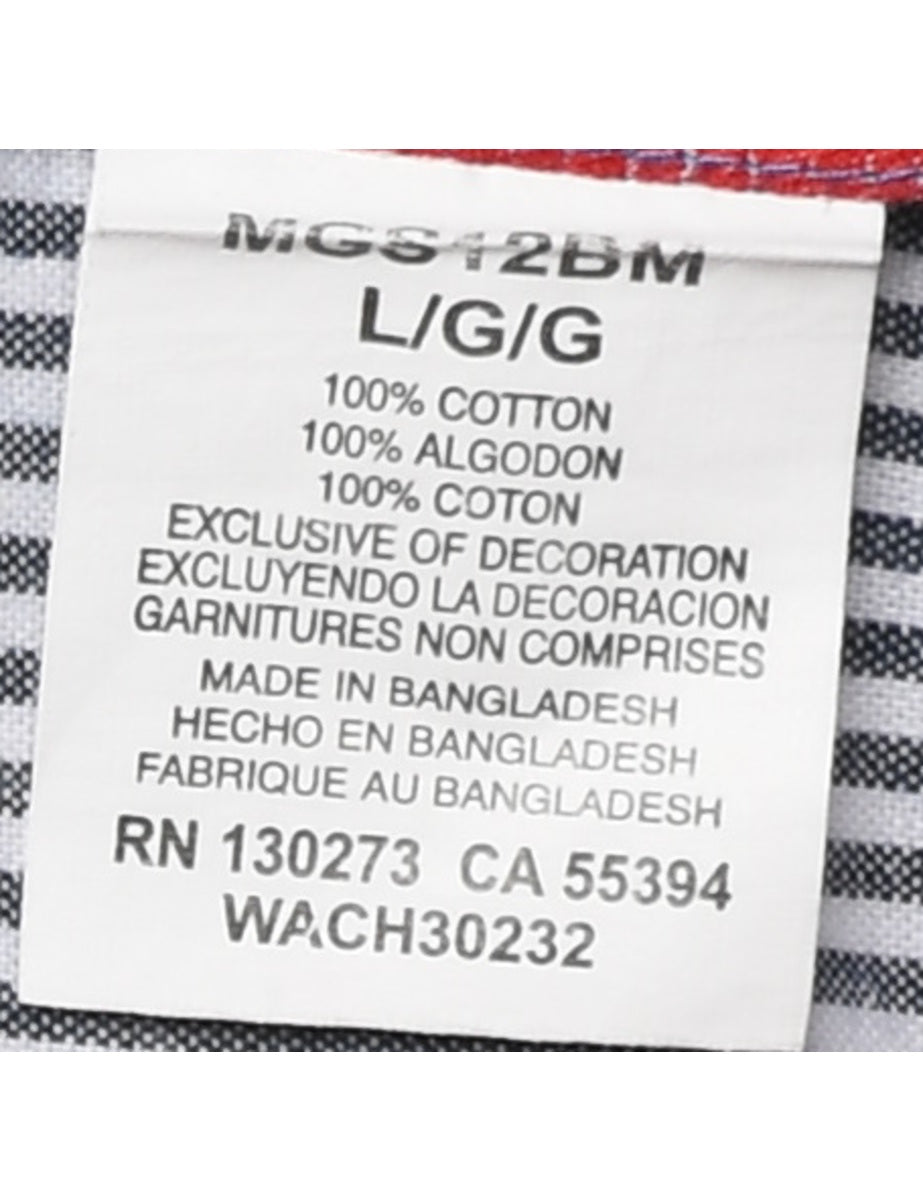 MGS12BM
L/G/G
100% COTTON
100% ALGODON
100% COTON
EXCLUSIVE OF DECORATION
EXCLUYENDO LA DECORACION
GARNITURES NON COMPRISES
MADE IN BANGLADESH
HECHO EN BANGLADESH
FABRIQUE AU BANGLADESH
RN 130273 CA 55394
WACH30232